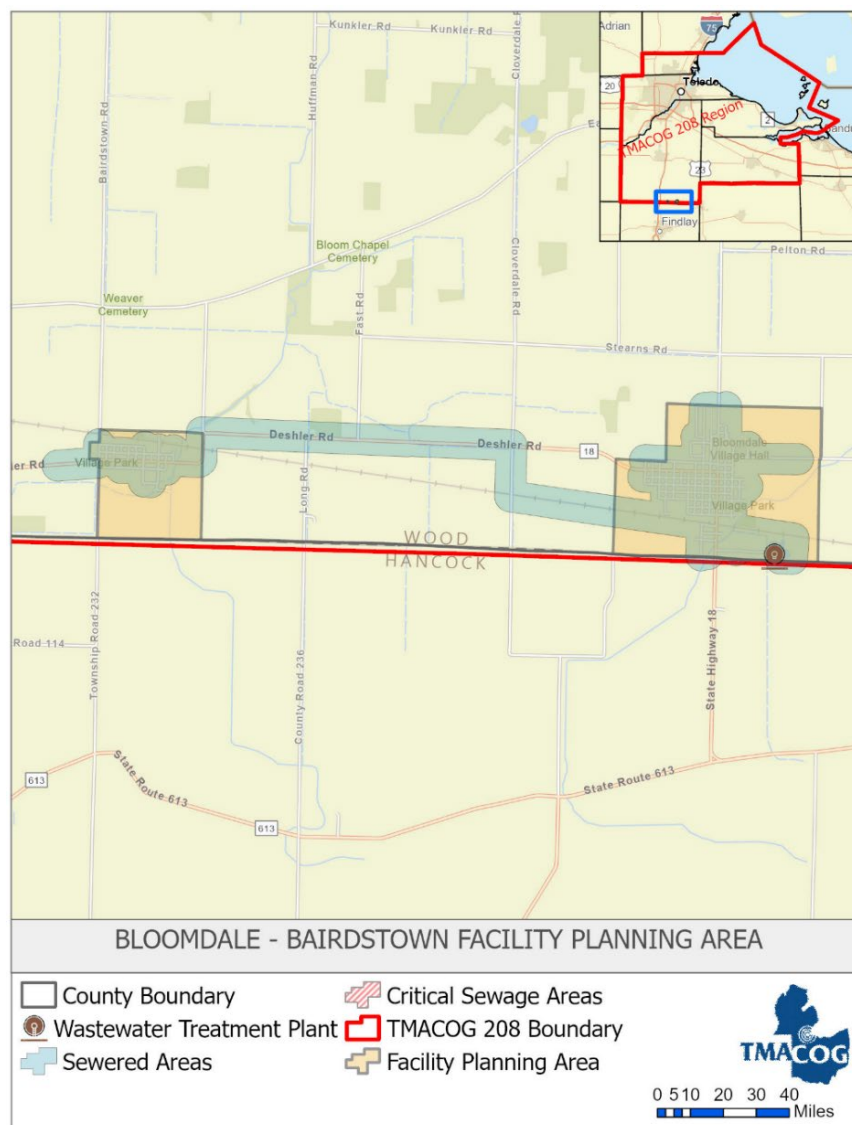 Kunkler Rd
Kunkler Rd
Bairdstown Rd
Huffman Rd
Cloverdale R
Adrian
75
20
Toledo
2
TMACOG 208 Region
23
Findlay
Bloom Chapel
Cemetery
Weaver
Cemetery
Fast Rd
Cloverdale Rd
Pelton Rd
Stearns Rd
Deshler Rd
Deshler Rd
18
ler Rd
Village Park
Bloomdale
Village Hall
Village Park
Long Rd
WOOD
HANCOCK
Road 114
Township Road 232
County Road 236
State Highway 18
State Route 613
State Route 613
613
613
BLOOMDALE - BAIRDSTOWN FACILITY PLANNING AREA
County Boundary
Critical Sewage Areas
Wastewater Treatment Plant
TMACOG 208 Boundary
Sewered Areas
Facility Planning Area
TMACOG
0 5 10 20 30 40
Miles